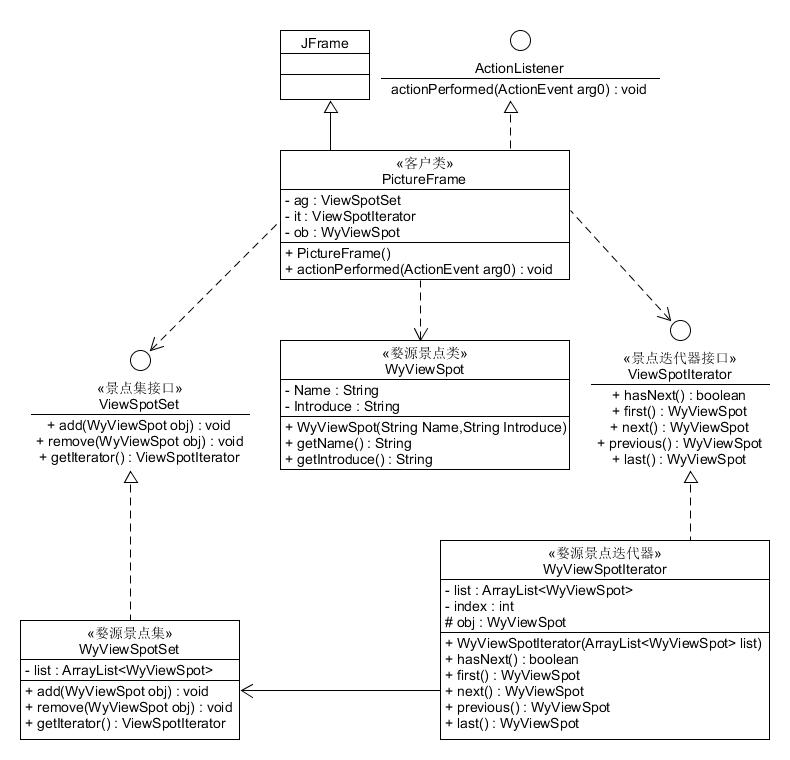 JFrame
ActionListener
actionPerformed(ActionEvent arg0) : void
«客户类»
PictureFrame
- ag : ViewSpotSet
- it : ViewSpotIterator
- ob : WyViewSpot
+ PictureFrame()
+ actionPerformed(ActionEvent arg0) : void
«景点集接口»
ViewSpotSet
+ add(WyViewSpot obj) : void
+ remove(WyViewSpot obj) : void
+ getIterator() : ViewSpotIterator
«婺源景点类»
WyViewSpot
- Name : String
- Introduce : String
+ WyViewSpot(String Name,String Introduce)
+ getName() : String
+ getIntroduce() : String
«景点迭代器接口»
ViewSpotIterator
+ hasNext() : boolean
+ first() : WyViewSpot
+ next() : WyViewSpot
+ previous() : WyViewSpot
+ last() : WyViewSpot
«婺源景点集»
WyViewSpotSet
- list : ArrayList<WyViewSpot>
+ add(WyViewSpot obj) : void
+ remove(WyViewSpot obj) : void
+ getIterator() : ViewSpotIterator
«婺源景点迭代器»
WyViewSpotIterator
- list : ArrayList<WyViewSpot>
- index : int
# obj : WyViewSpot
+ WyViewSpotIterator(ArrayList<WyViewSpot> list)
+ hasNext() : boolean
+ first() : WyViewSpot
+ next() : WyViewSpot
+ previous() : WyViewSpot
+ last() : WyViewSpot